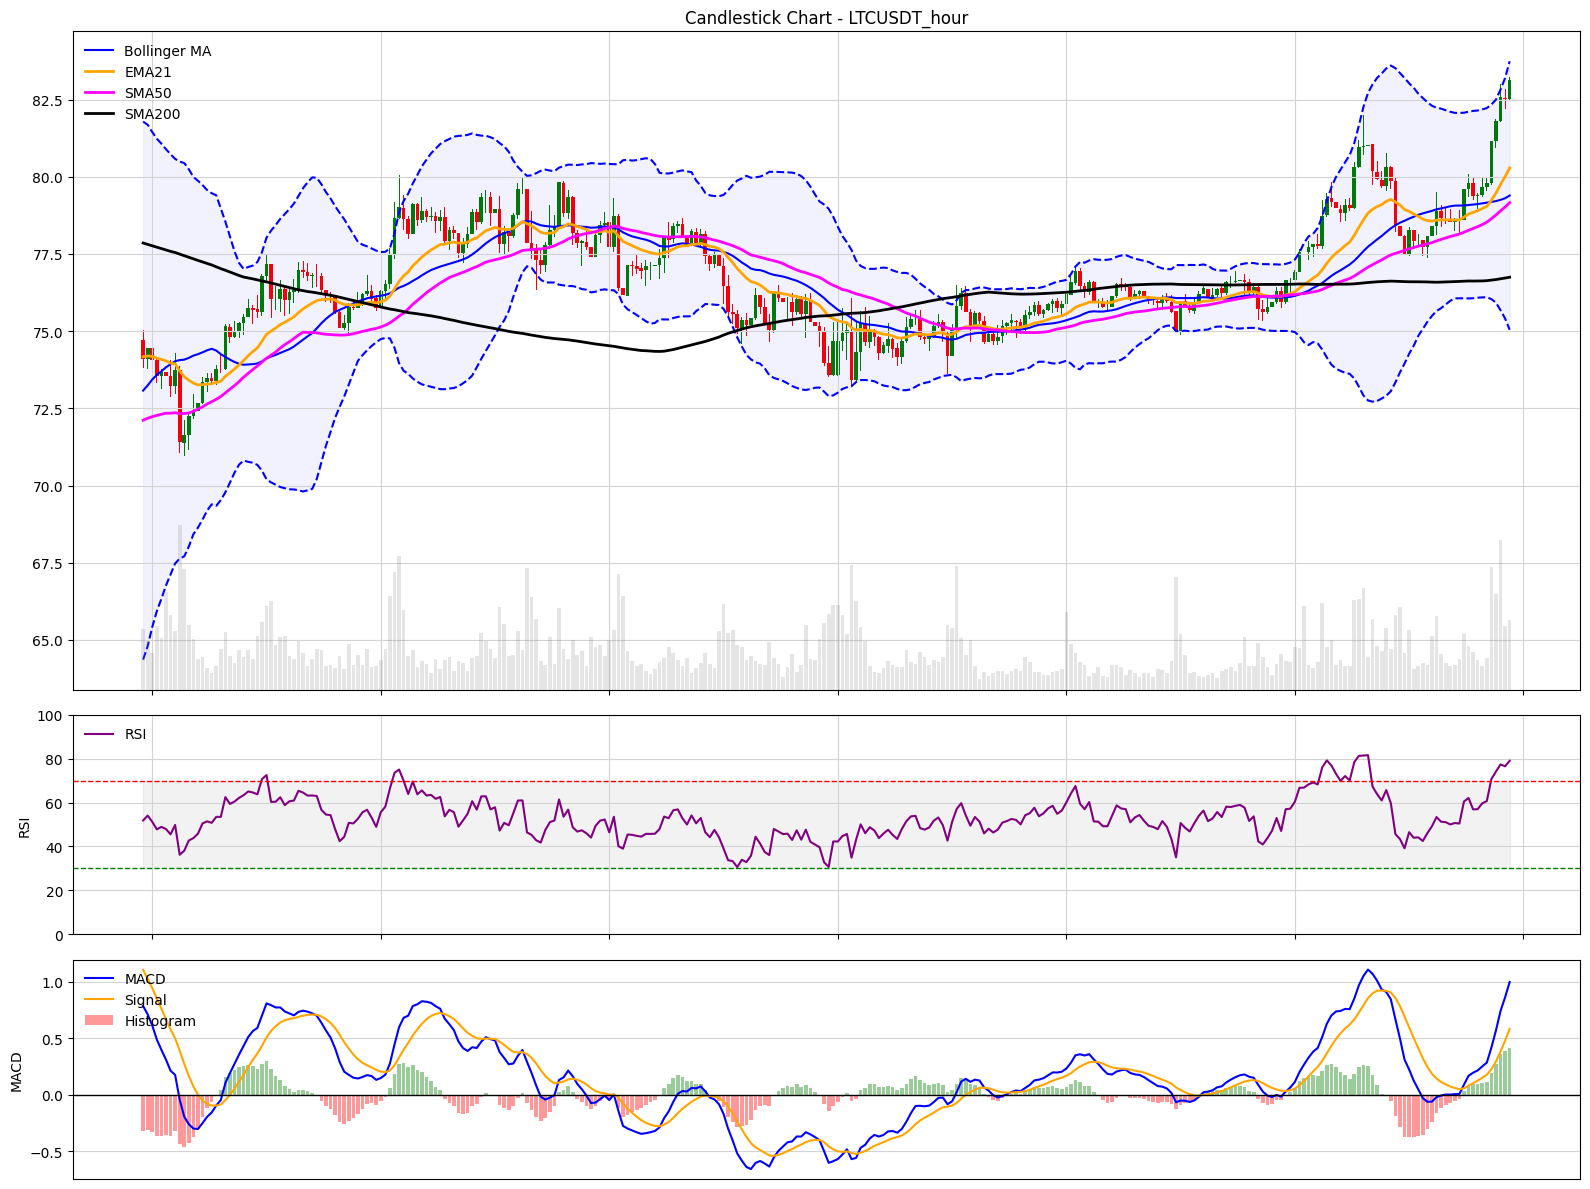 Candlestick Chart - LTCUSDT_hour
Bollinger MA
EMA21
SMA50
SMA200
82.5
80.0
77.5
75.0
72.5
70.0
67.5
65.0
RSI
100
80
60
40
20
0
RSI
MACD
Signal
Histogram
1.0
0.5
0.0
−0.5
MACD